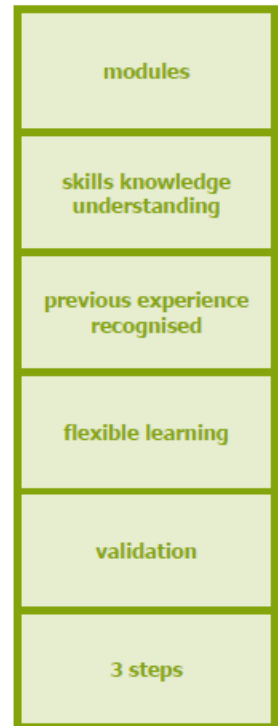 modules
skills knowledge
understanding
previous experience
recognised
flexible learning
validation
3 steps